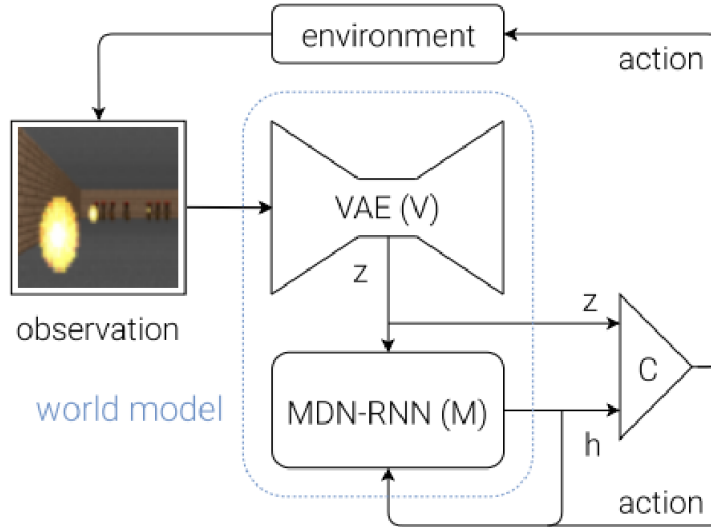 environment
action
VAE (V)
z
z
observation
C
world model
MDN-RNN (M)
h
action